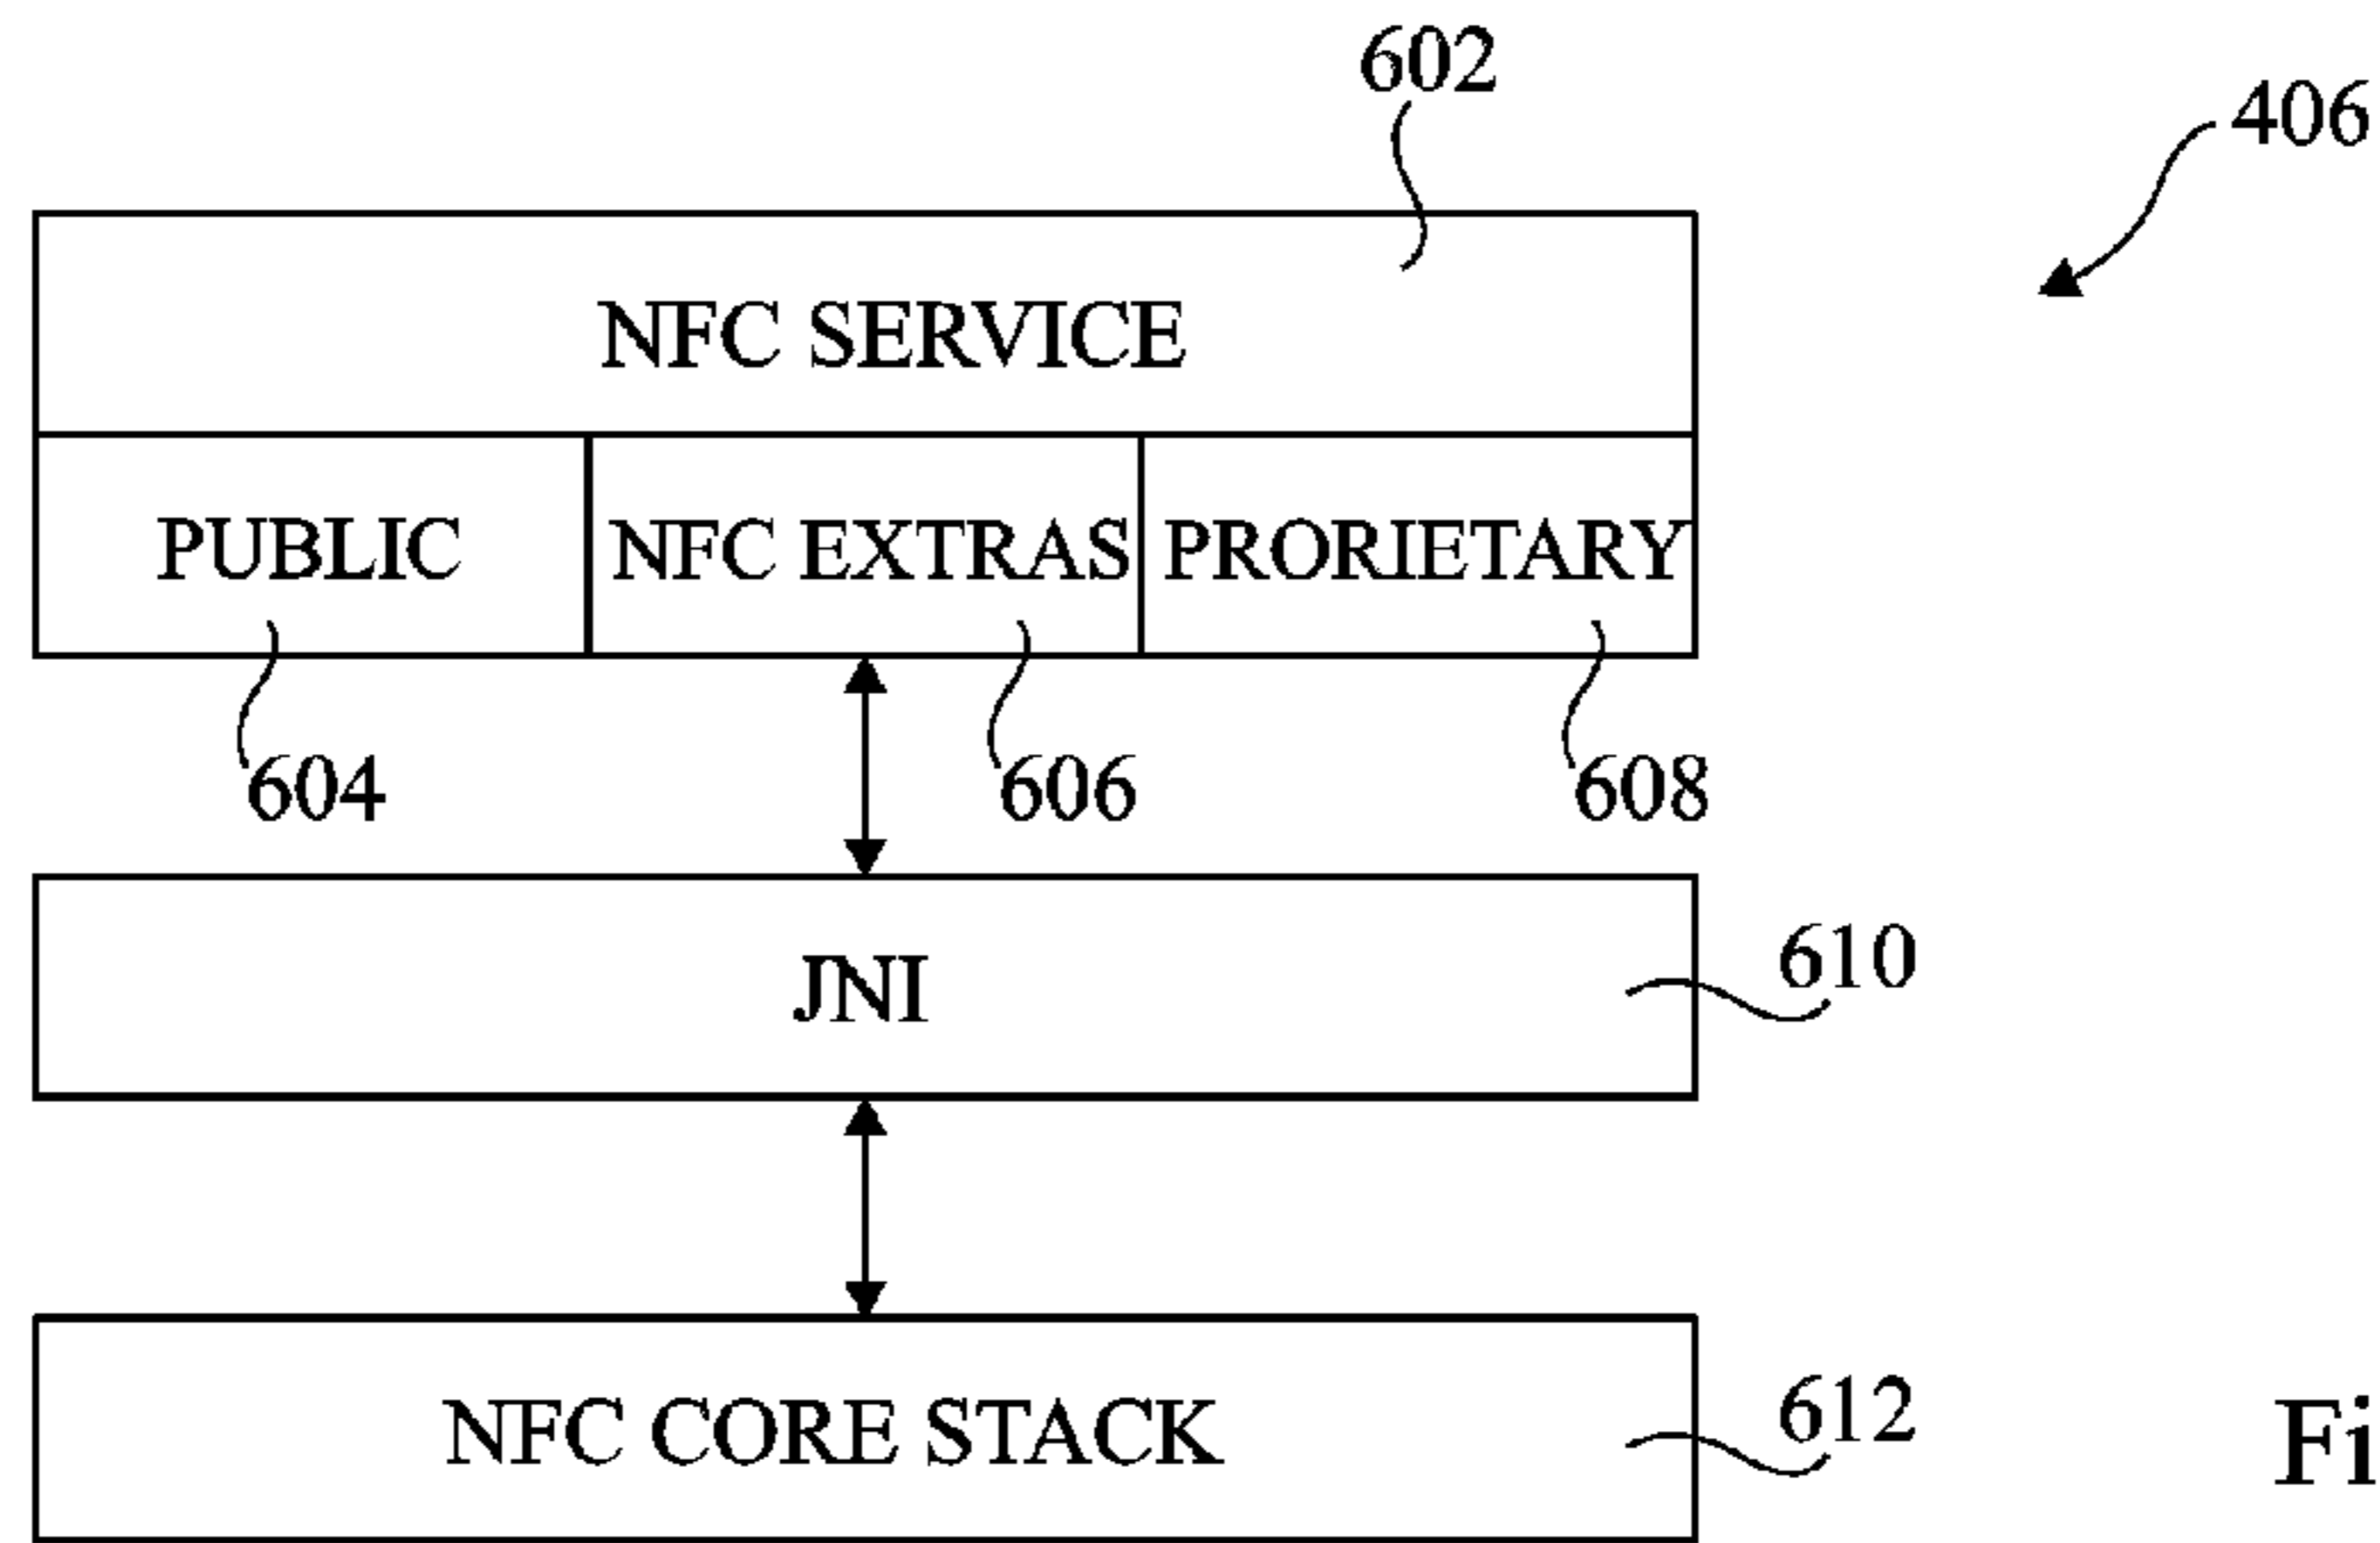 602
406
NFC SERVICE
PUBLIC
NFC EXTRAS
PRORIETARY
604
606
608
JNI
610
NFC CORE STACK
612
Fi